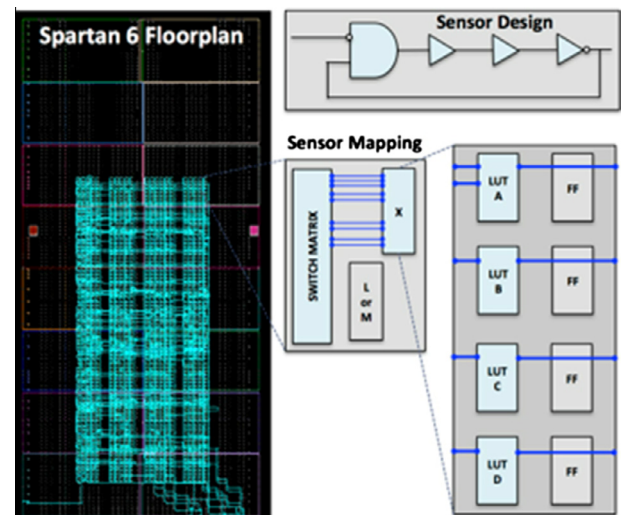 Spartan 6 Floorplan
Sensor Design
Sensor Mapping
SWITCH MATRIX
X
L
or
M
LUT
A
FF
LUT
B
FF
LUT
C
FF
LUT
D
FF